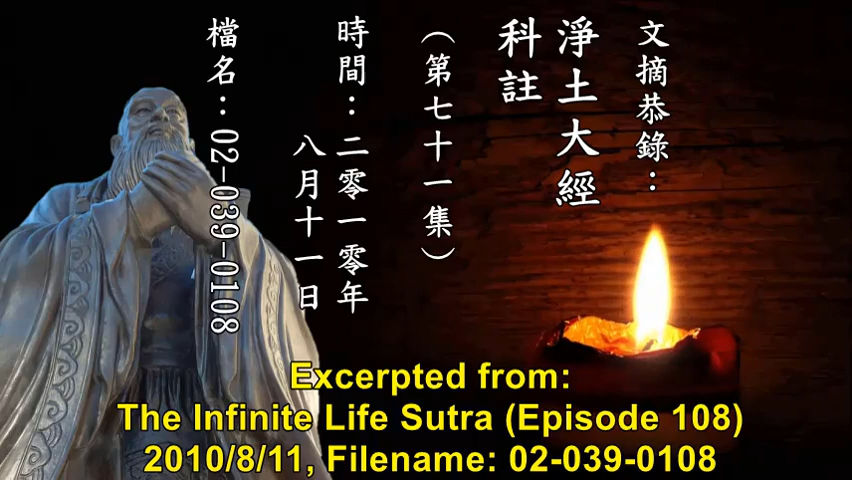 文摘恭錄：
淨土大經
科註
（第七十一集）
時間：二零一零年
八月十一日
檔名：02-039-0108
Excerpted from:
The Infinite Life Sutra (Episode 108)
2010/8/11, Filename: 02-039-0108